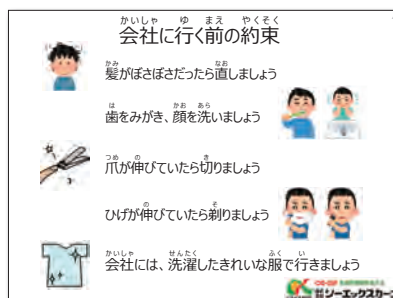 会社に行く前の約束
髪がぼさぼさだったら直しましょう
歯をみがき、顔を洗いましょう
爪が伸びていたら切りましょう
ひげが伸びていたら剃りましょう
会社には、洗濯したきれいな服で行きましょう
シーエックスカーゴ